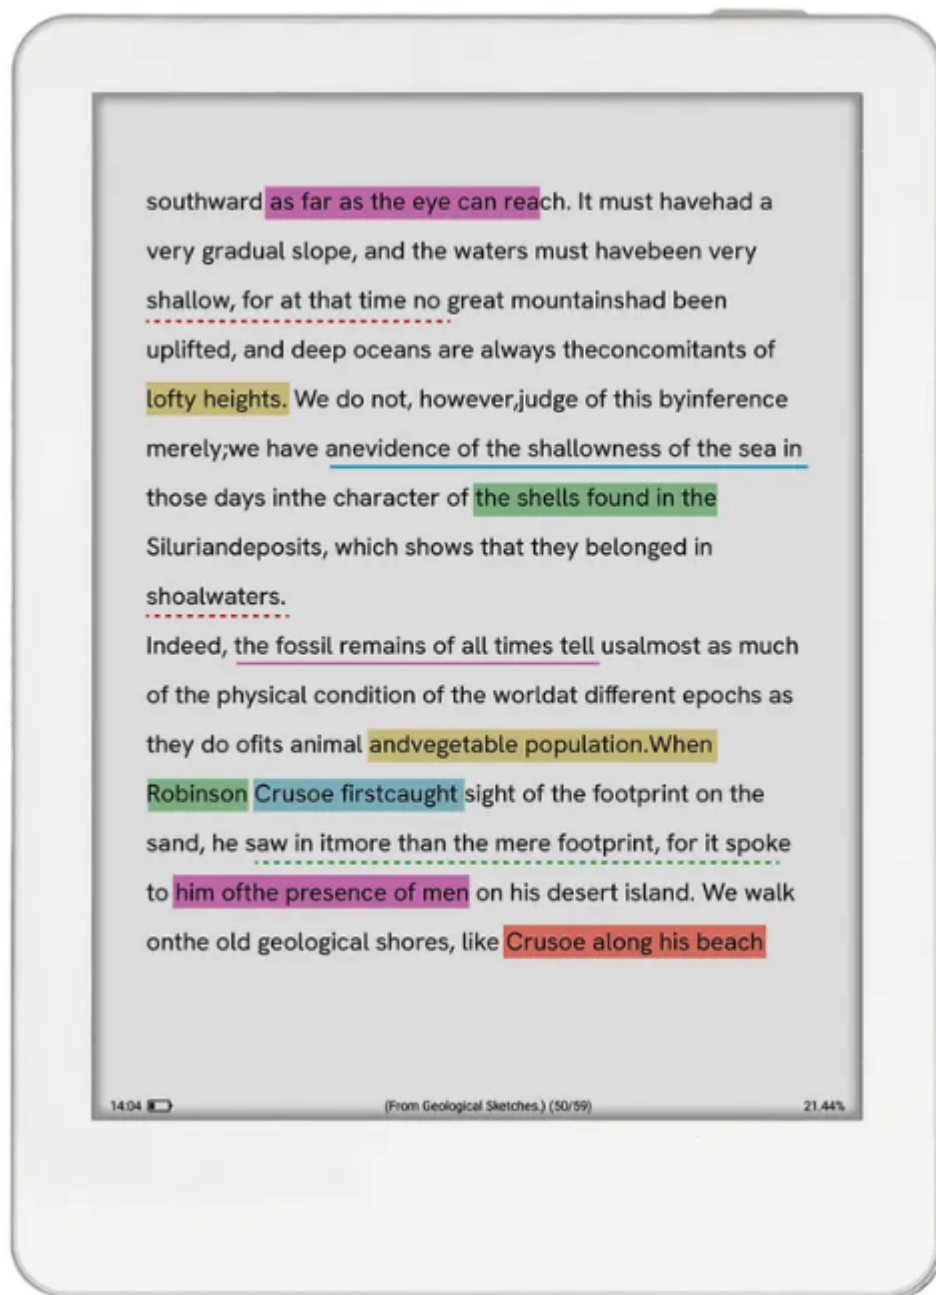 southward as far as the eye can reach. It must havehad a
very gradual slope, and the waters must havebeen very
shallow, for at that time no great mountainshad been
uplifted, and deep oceans are always theconcomitants of
lofty heights. We do not, however,judge of this byinference
merely;we have anevidence of the shallowness of the sea in
those days inthe character of the shells found in the
Siluriandeposits, which shows that they belonged in
shoalwaters.
Indeed, the fossil remains of all times tell usalmost as much
of the physical condition of the worldat different epochs as
they do ofits animal andvegetable population.When
Robinson Crusoe firstcaught sight of the footprint on the
sand, he saw in itmore than the mere footprint, for it spoke
to him ofthe presence of men on his desert island. We walk
onthe old geological shores, like Crusoe along his beach
14:04 (From Geological Sketches.) (50/59) 21.44%